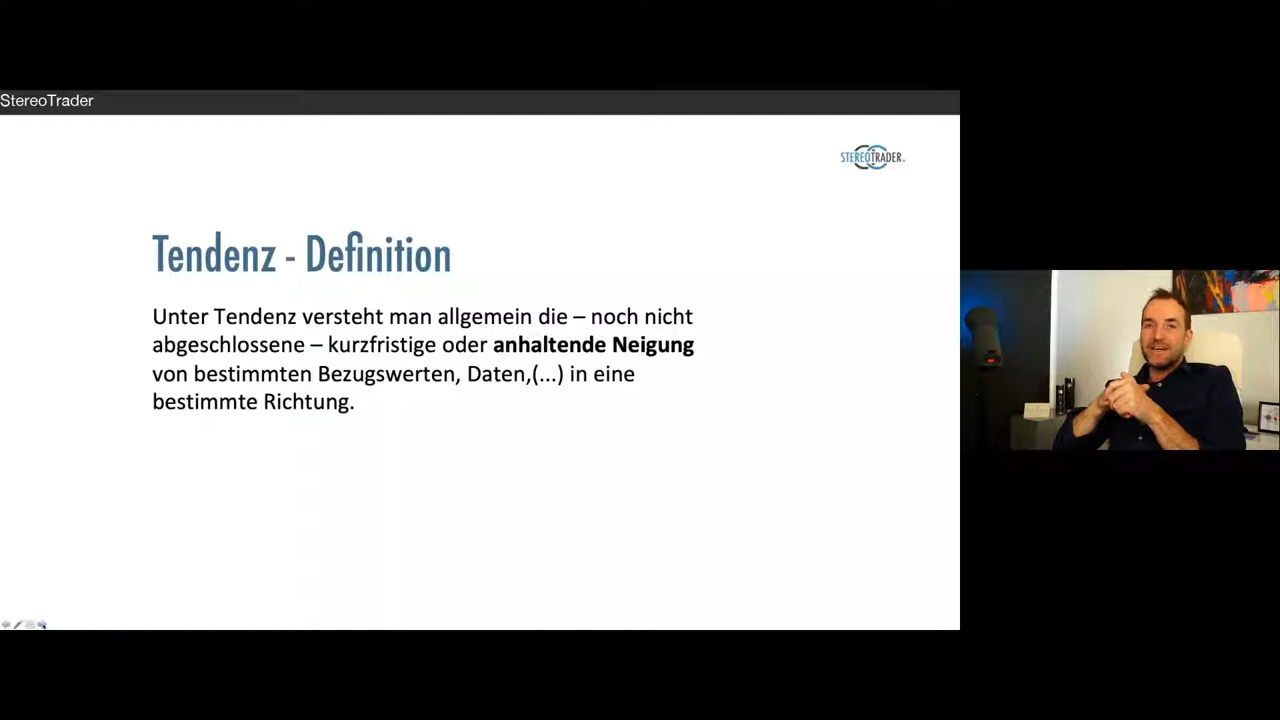 StereoTrader
STEREOTRADER
Tendenz - Definition
Unter Tendenz versteht man allgemein die – noch nicht
abgeschlossene – kurzfristige oder anhaltende Neigung
von bestimmten Bezugswerten, Daten,(...) in eine
bestimmte Richtung.